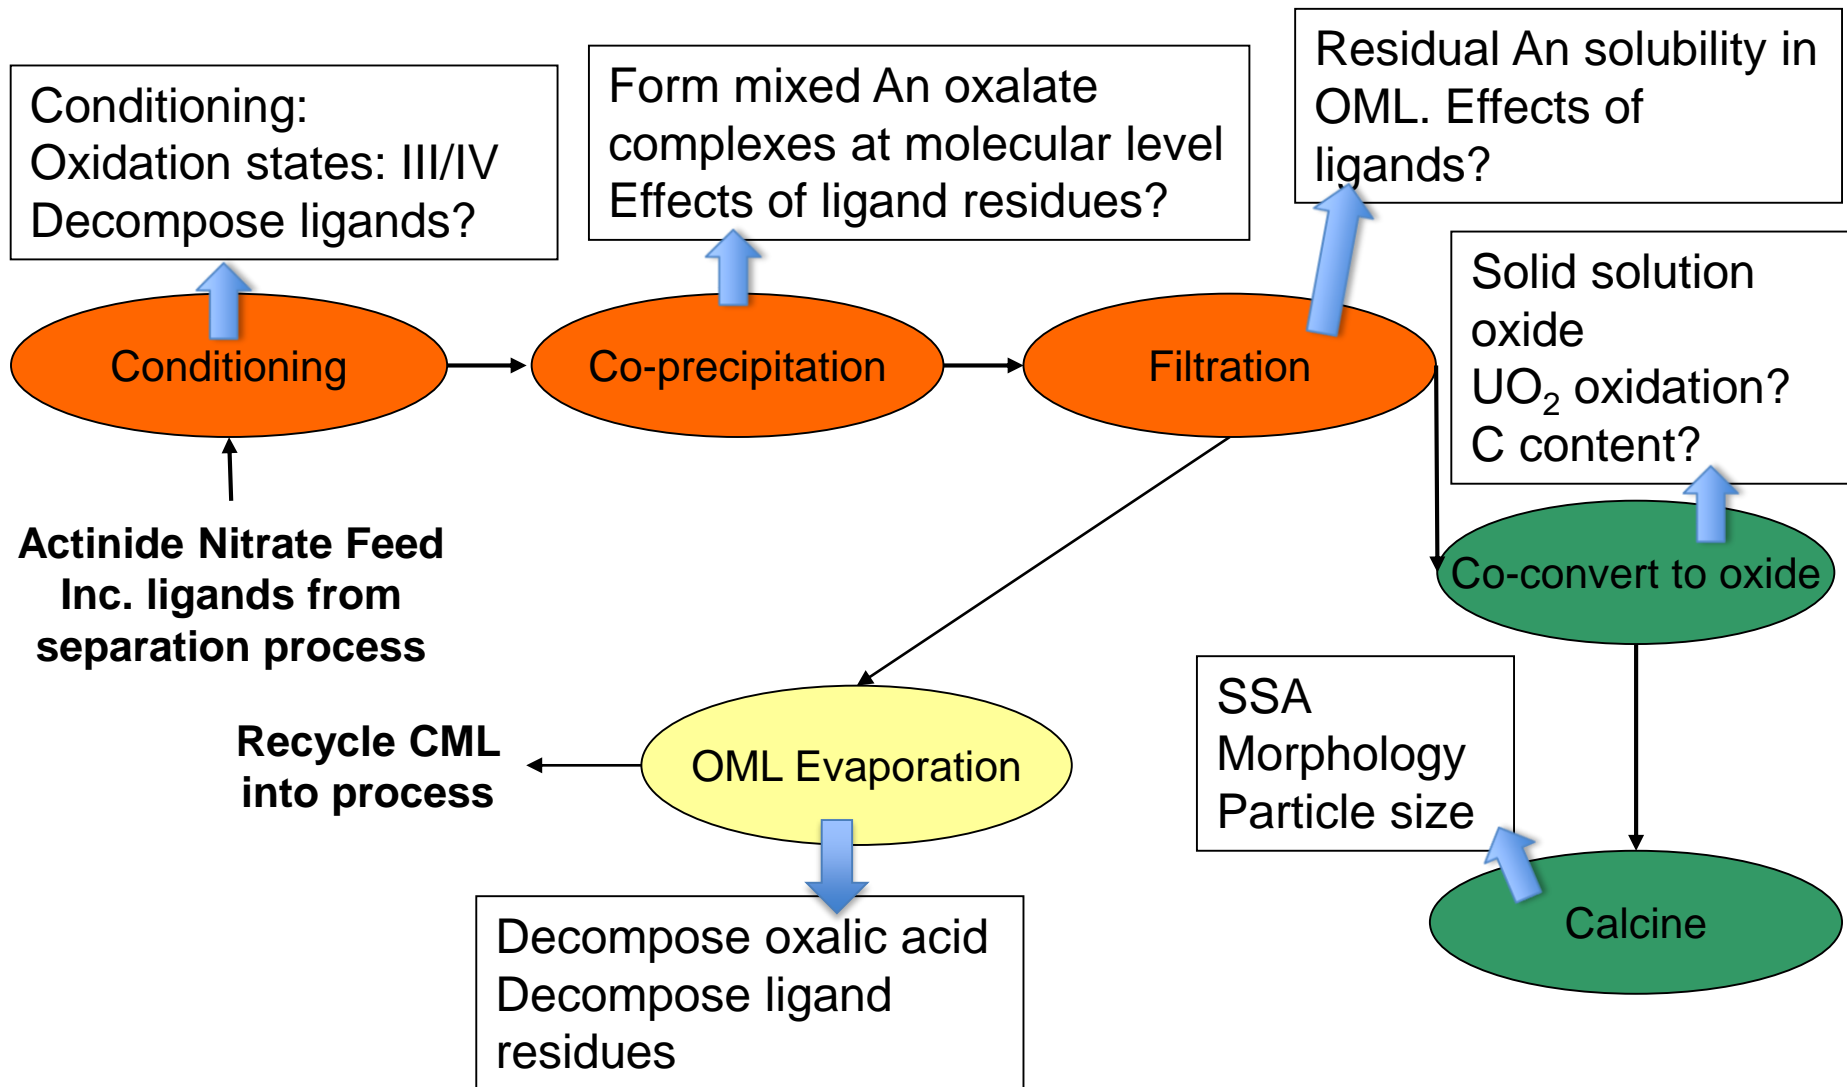 Conditioning:
Oxidation states: III/IV
Decompose ligands?
Form mixed An oxalate
complexes at molecular level
Effects of ligand residues?
Residual An solubility in
OML. Effects of
ligands?
Solid solution
oxide
UO₂ oxidation?
C content?
Conditioning
Co-precipitation
Filtration
Co-convert to oxide
Actinide Nitrate Feed
Inc. ligands from
separation process
SSA
Morphology
Particle size
Recycle CML
into process
OML Evaporation
Calcine
Decompose oxalic acid
Decompose ligand
residues